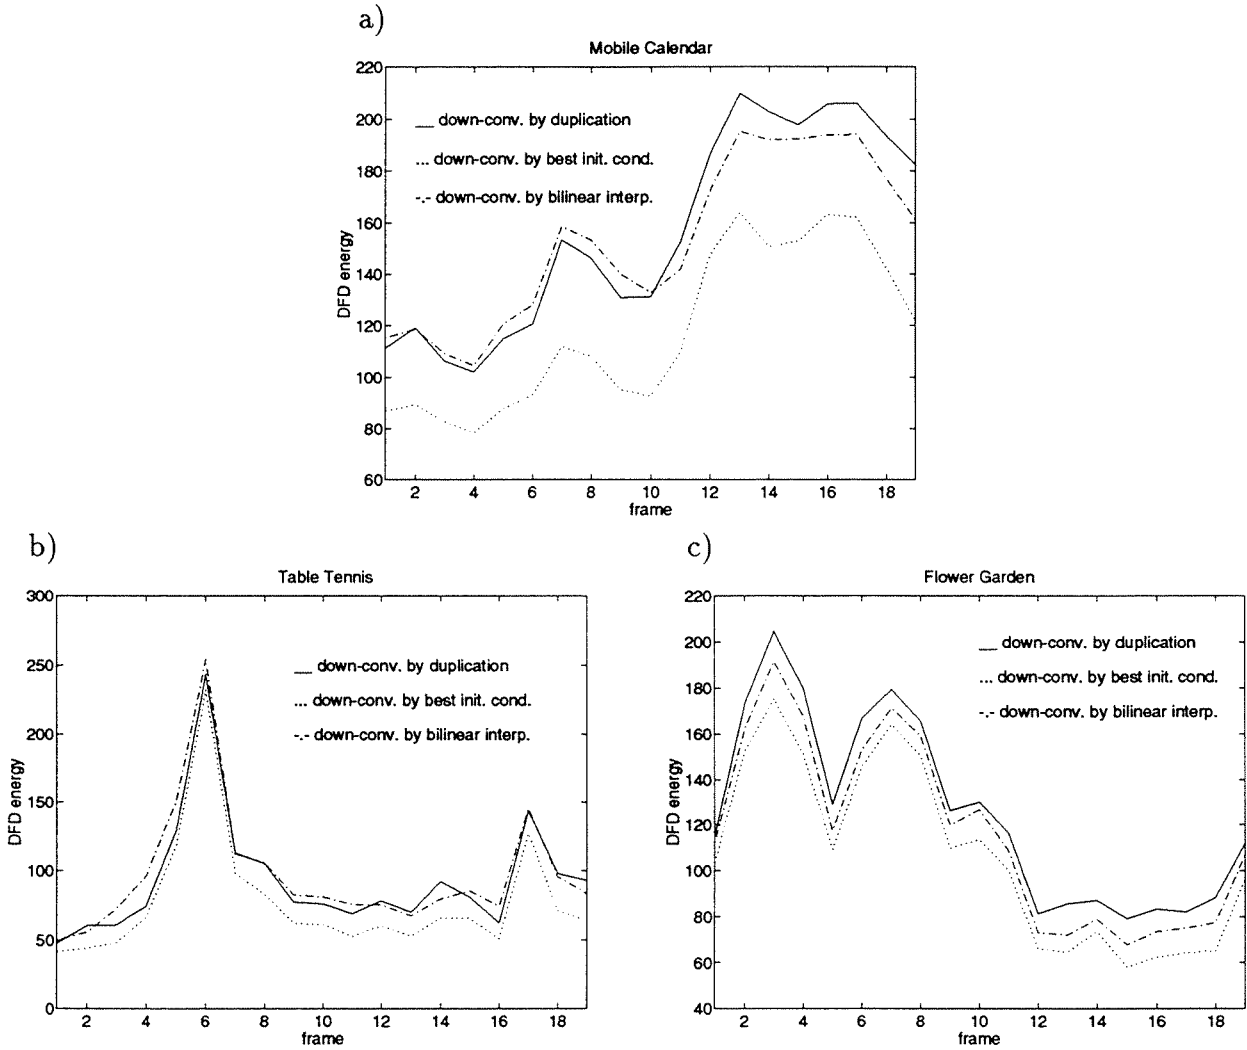 a)
Mobile Calendar
220
200
180
160
140
120
100
80
60
DFD energy
__ down-conv. by duplication
... down-conv. by best init. cond.
-.- down-conv. by bilinear interp.
2 4 6 8 10 12 14 16 18
frame
b)
Table Tennis
300
250
200
150
100
50
0
DFD energy
__ down-conv. by duplication
... down-conv. by best init. cond.
-.- down-conv. by bilinear interp.
2 4 6 8 10 12 14 16 18
frame
c)
Flower Garden
220
200
180
160
140
120
100
80
60
40
DFD energy
__ down-conv. by duplication
... down-conv. by best init. cond.
-.- down-conv. by bilinear interp.
2 4 6 8 10 12 14 16 18
frame